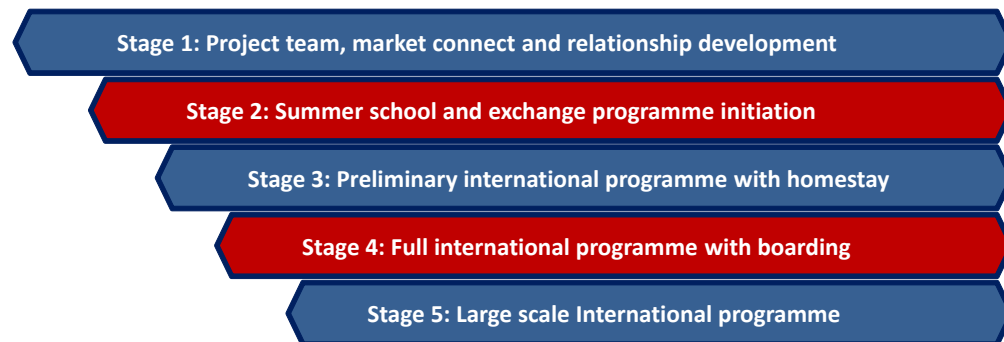 Stage 1: Project team, market connect and relationship development
Stage 2: Summer school and exchange programme initiation
Stage 3: Preliminary international programme with homestay
Stage 4: Full international programme with boarding
Stage 5: Large scale International programme